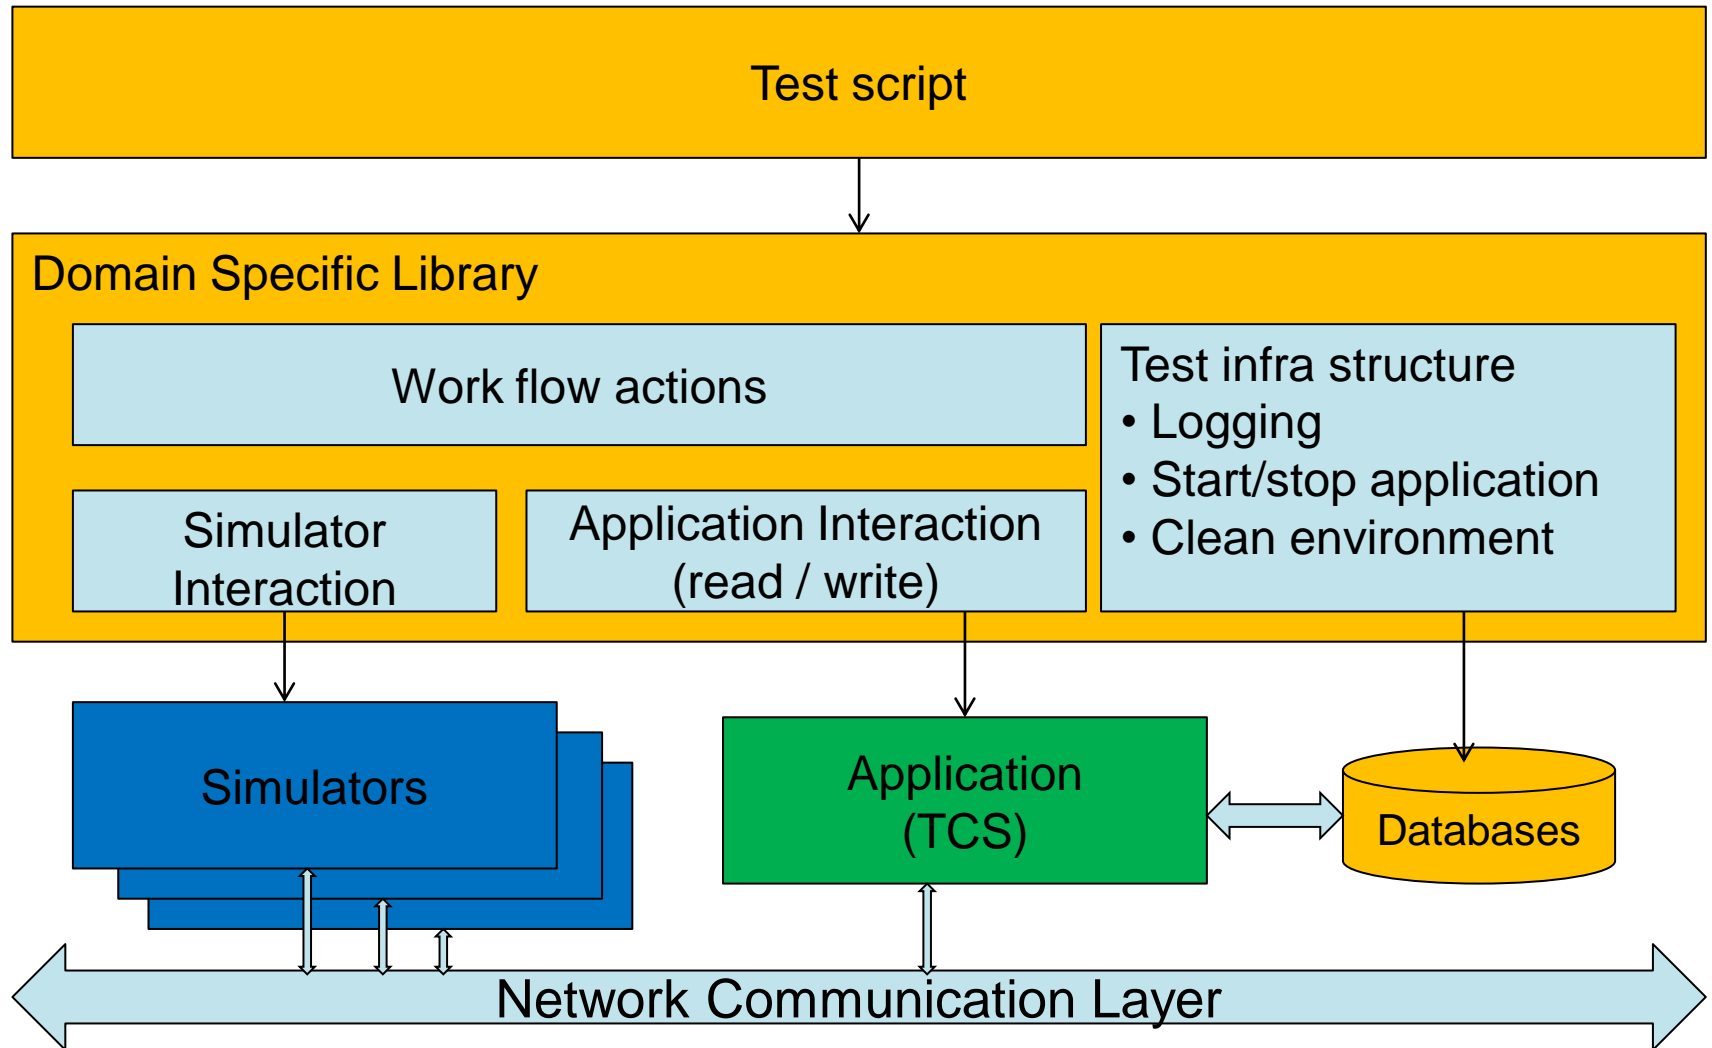 Test script
Domain Specific Library
Work flow actions
Test infra structure
• Logging
• Start/stop application
• Clean environment
Simulator
Interaction
Application Interaction
(read / write)
Simulators
Application
(TCS)
Databases
Network Communication Layer